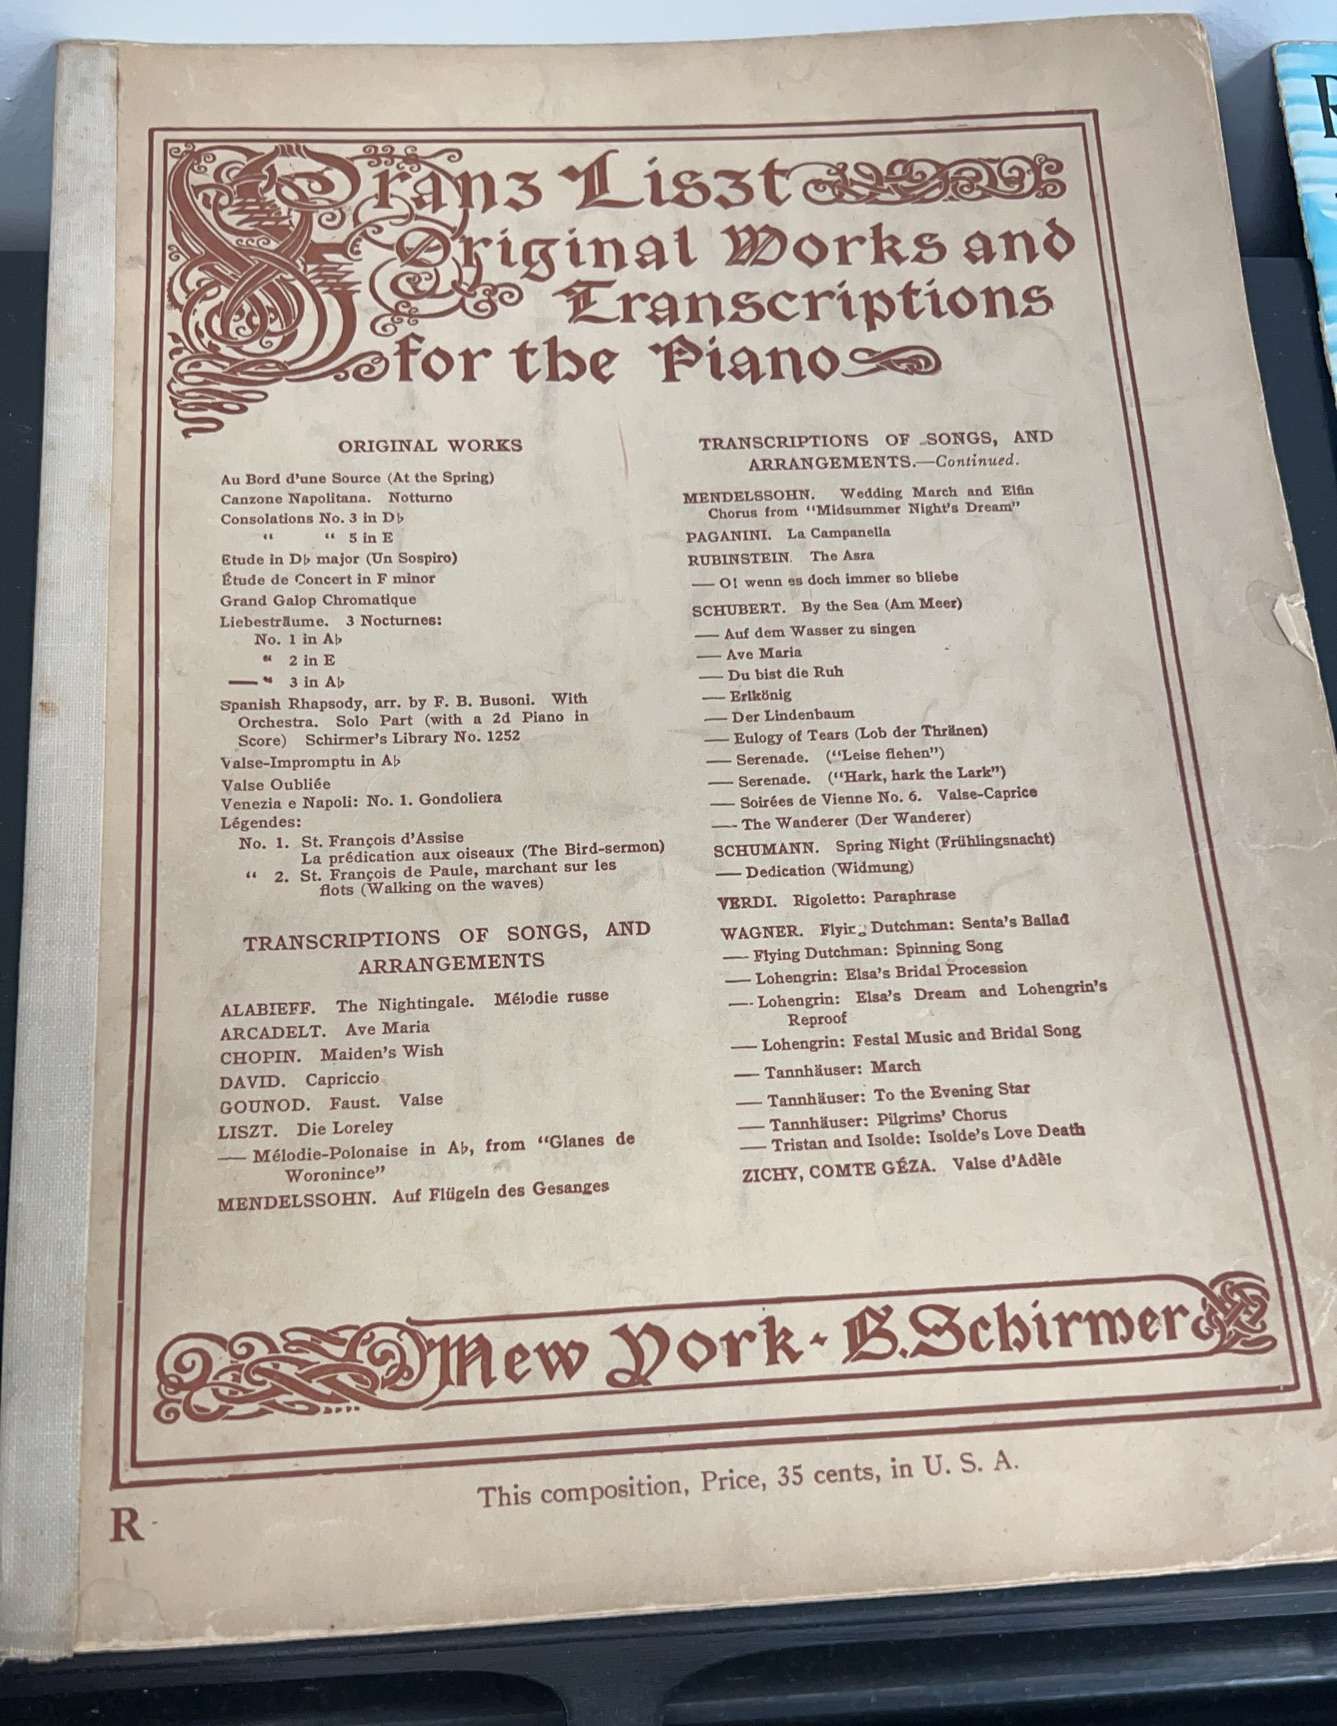 Franz Liszt
Original Works and
Transcriptions
for the Piano
ORIGINAL WORKS
Au Bord d'une Source (At the Spring)
Canzone Napolitana. Notturno
Consolations No. 3 in D♭
“ “ 5 in E
Etude in D♭ major (Un Sospiro)
Étude de Concert in F minor
Grand Galop Chromatique
Liebesträume. 3 Nocturnes:
No. 1 in A♭
“ 2 in E
— “ 3 in A♭
Spanish Rhapsody, arr. by F. B. Busoni. With
Orchestra. Solo Part (with a 2d Piano in
Score) Schirmer's Library No. 1252
Valse-Impromptu in A♭
Valse Oubliée
Venezia e Napoli: No. 1. Gondoliera
Légendes:
No. 1. St. François d'Assise
La prédication aux oiseaux (The Bird-sermon)
“ 2. St. François de Paule, marchant sur les
flots (Walking on the waves)
TRANSCRIPTIONS OF SONGS, AND
ARRANGEMENTS
ALABIEFF. The Nightingale. Mélodie russe
ARCADELT. Ave Maria
CHOPIN. Maiden's Wish
DAVID. Capriccio
GOUNOD. Faust. Valse
LISZT. Die Loreley
— Mélodie-Polonaise in A♭, from “Glanes de
Woronince”
MENDELSSOHN. Auf Flügeln des Gesanges
TRANSCRIPTIONS OF SONGS, AND
ARRANGEMENTS.—Continued.
MENDELSSOHN. Wedding March and Elfin
Chorus from “Midsummer Night's Dream”
PAGANINI. La Campanella
RUBINSTEIN. The Asra
— O! wenn es doch immer so bliebe
SCHUBERT. By the Sea (Am Meer)
— Auf dem Wasser zu singen
— Ave Maria
— Du bist die Ruh
— Erlkönig
— Der Lindenbaum
— Eulogy of Tears (Lob der Thränen)
— Serenade. (“Leise flehen”)
— Serenade. (“Hark, hark the Lark”)
— Soirées de Vienne No. 6. Valse-Caprice
— The Wanderer (Der Wanderer)
SCHUMANN. Spring Night (Frühlingsnacht)
— Dedication (Widmung)
VERDI. Rigoletto: Paraphrase
WAGNER. Flying Dutchman: Senta's Ballad
— Flying Dutchman: Spinning Song
— Lohengrin: Elsa's Bridal Procession
— Lohengrin: Elsa's Dream and Lohengrin's
Reproof
— Lohengrin: Festal Music and Bridal Song
— Tannhäuser: March
— Tannhäuser: To the Evening Star
— Tannhäuser: Pilgrims' Chorus
— Tristan and Isolde: Isolde's Love Death
ZICHY, COMTE GÉZA. Valse d'Adèle
New York - G. Schirmer
This composition, Price, 35 cents, in U. S. A.
R